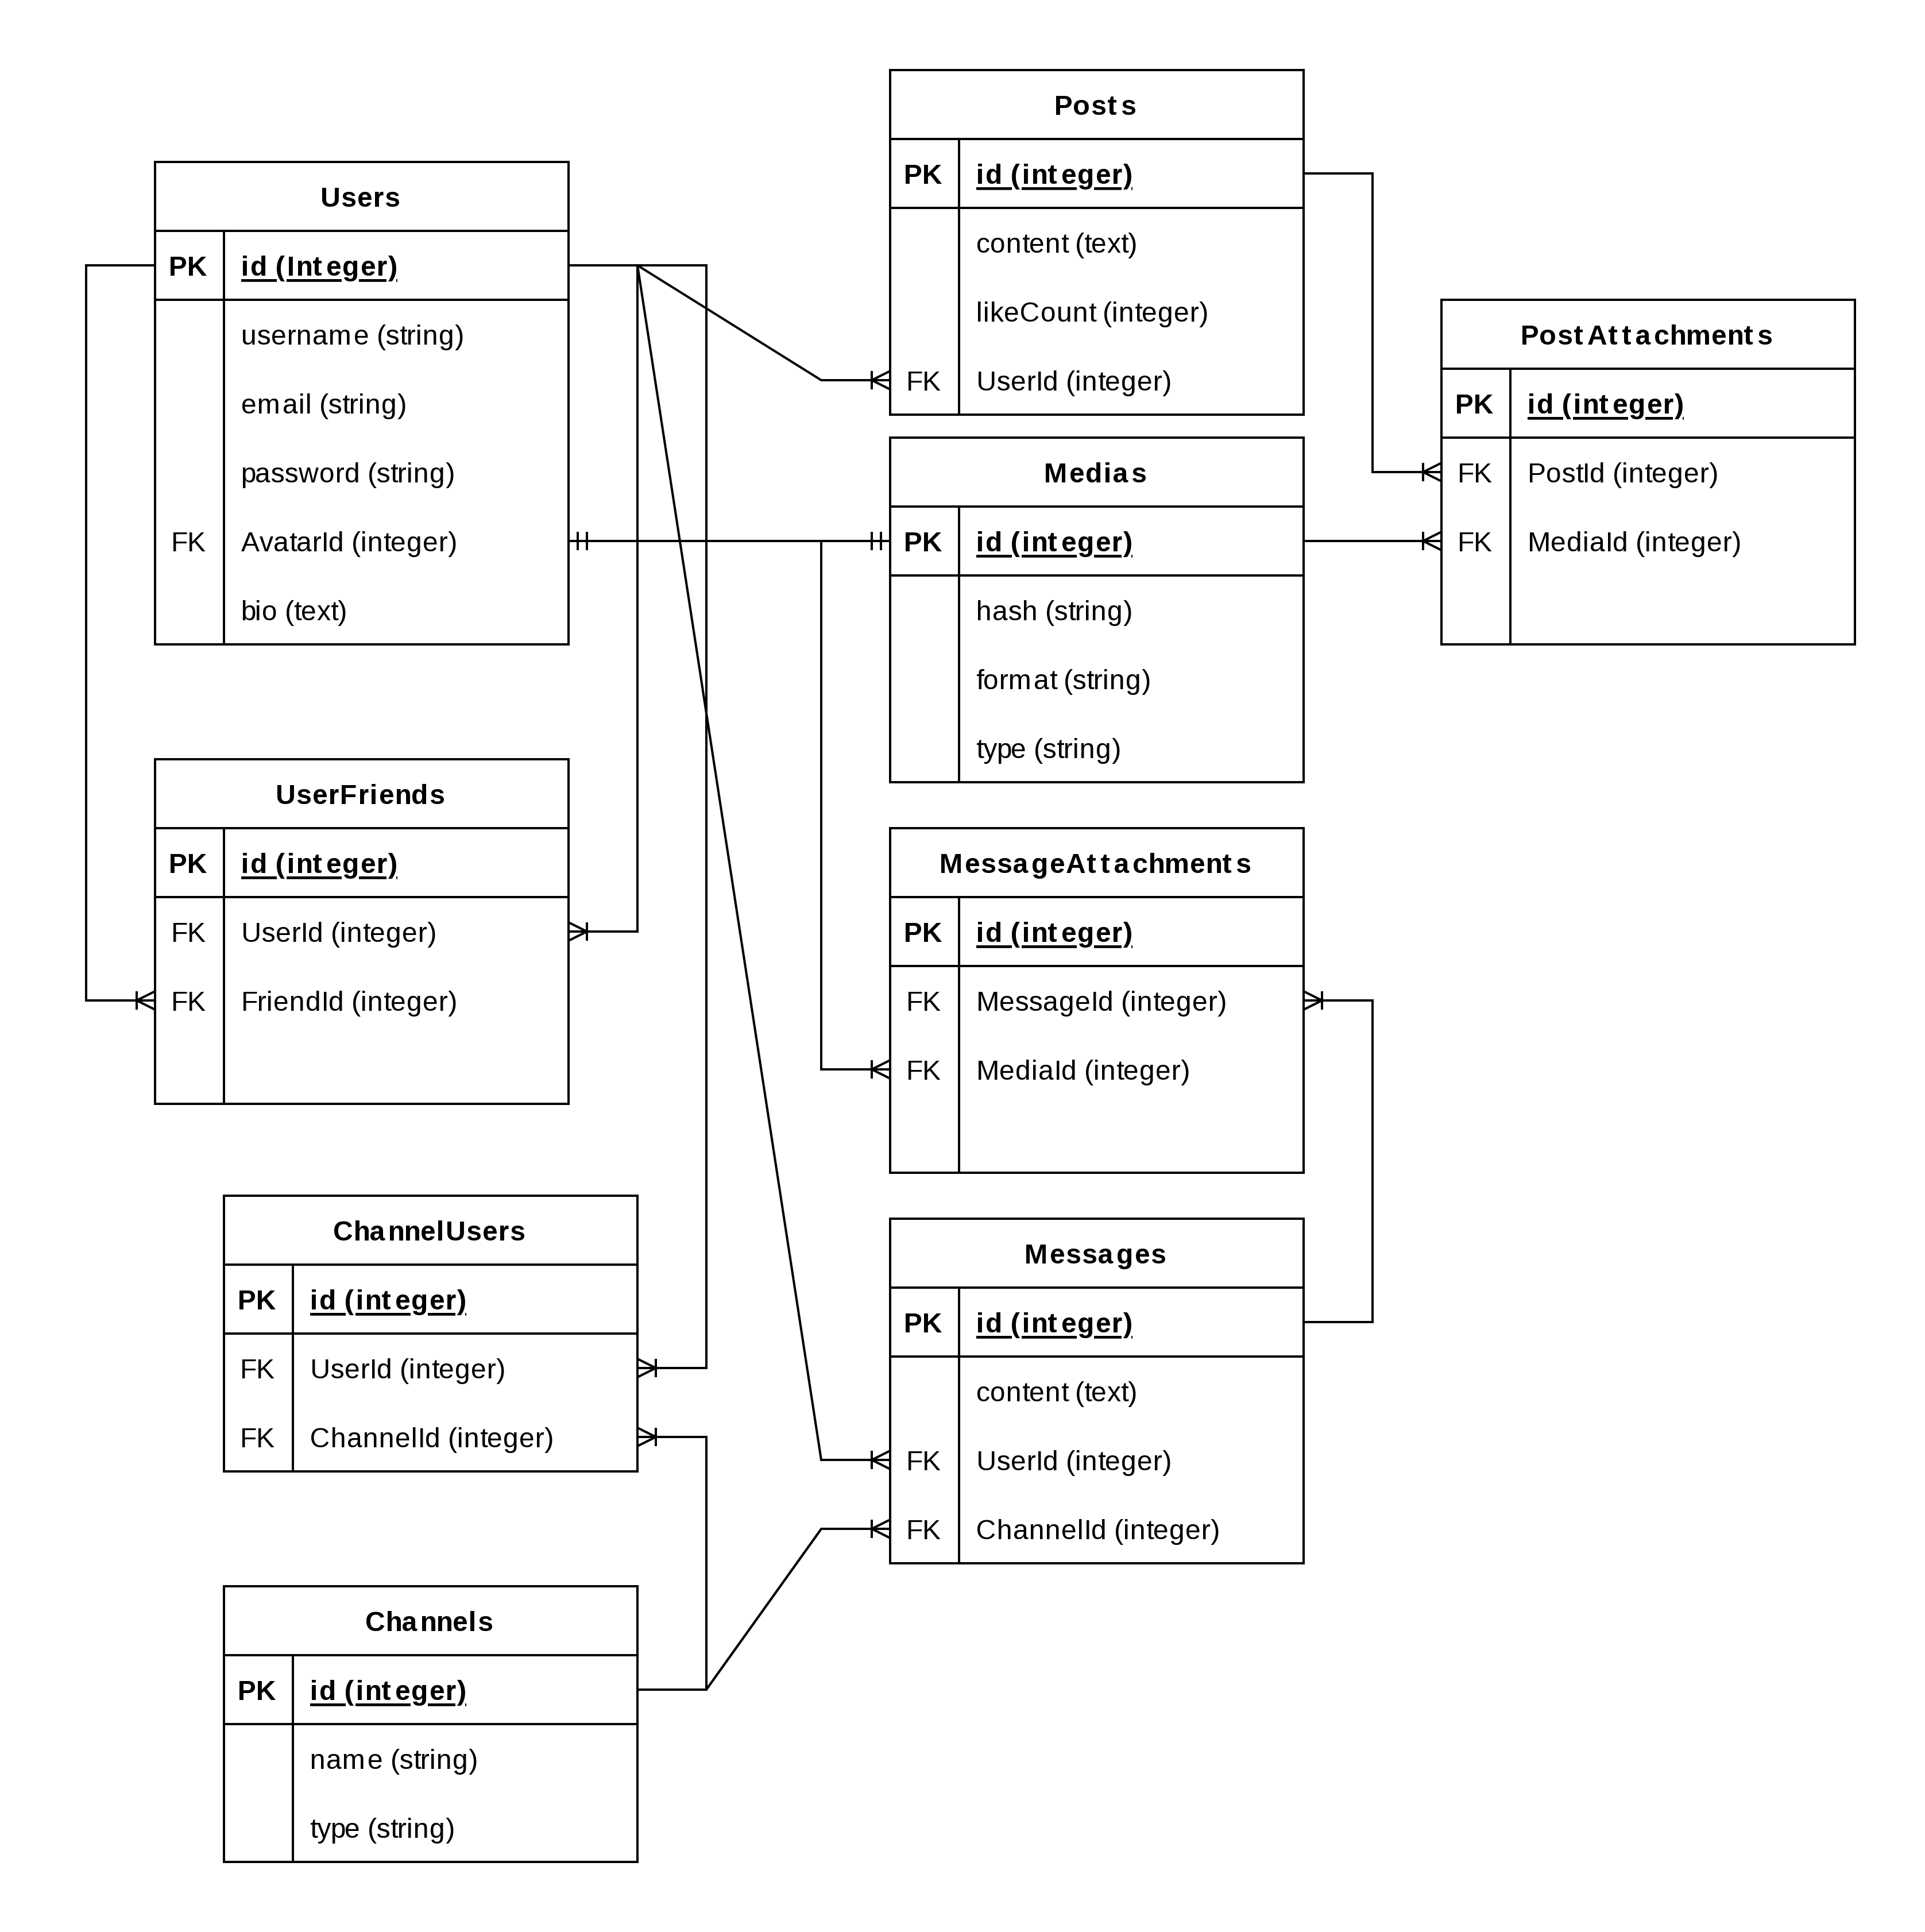 Users
PK id (Integer)
username (string)
email (string)
password (string)
FK AvatarId (integer)
bio (text)
UserFriends
PK id (integer)
FK UserId (integer)
FK FriendId (integer)
ChannelUsers
PK id (integer)
FK UserId (integer)
FK ChannelId (integer)
Channels
PK id (integer)
name (string)
type (string)
Posts
PK id (integer)
content (text)
likeCount (integer)
FK UserId (integer)
Medias
PK id (integer)
hash (string)
format (string)
type (string)
MessageAttachments
PK id (integer)
FK MessageId (integer)
FK MediaId (integer)
Messages
PK id (integer)
content (text)
FK UserId (integer)
FK ChannelId (integer)
PostAttachments
PK id (integer)
FK PostId (integer)
FK MediaId (integer)